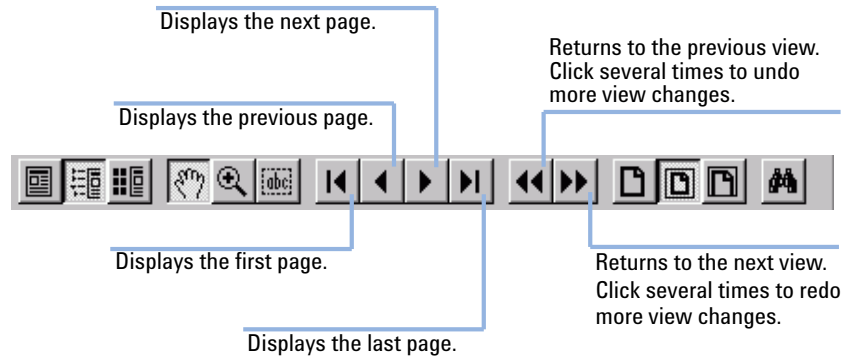 Displays the next page.
Returns to the previous view.
Click several times to undo
more view changes.
Displays the previous page.
abc
Displays the first page.
Returns to the next view.
Click several times to redo
more view changes.
Displays the last page.